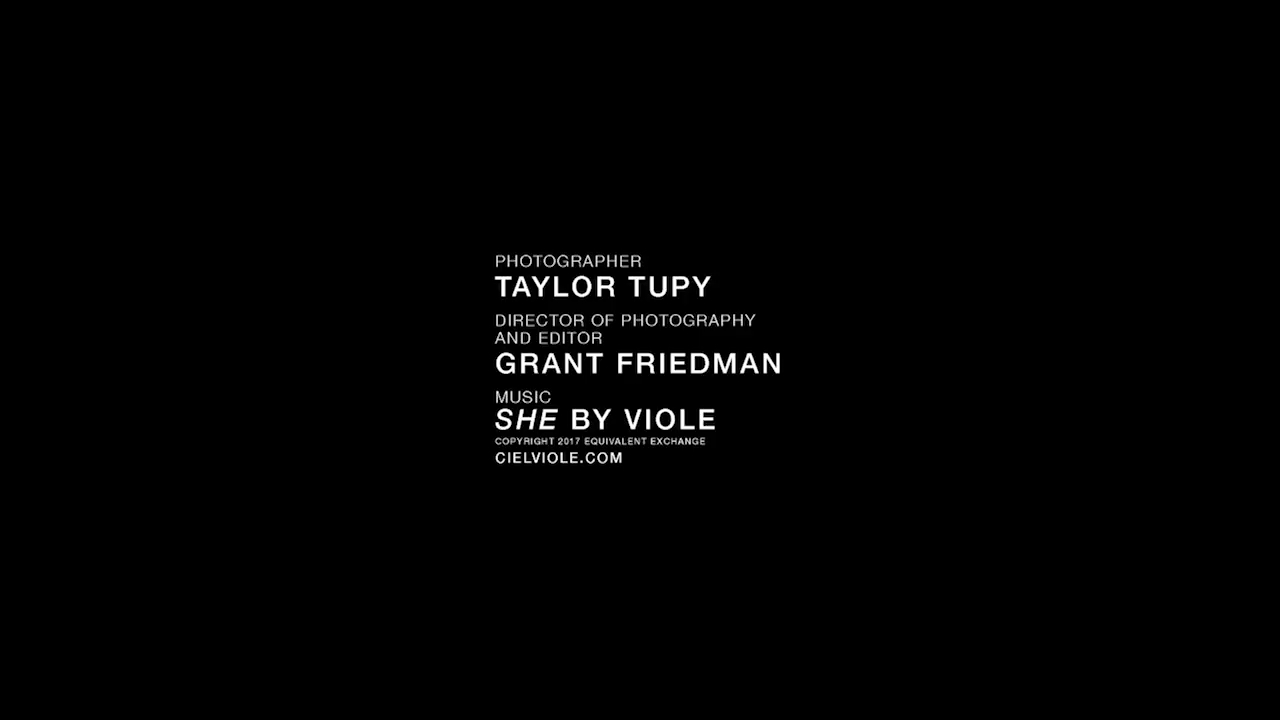 PHOTOGRAPHER
TAYLOR TUPY
DIRECTOR OF PHOTOGRAPHY
AND EDITOR
GRANT FRIEDMAN
MUSIC
SHE BY VIOLE
COPYRIGHT 2017 EQUIVALENT EXCHANGE
CIELVIOLE.COM